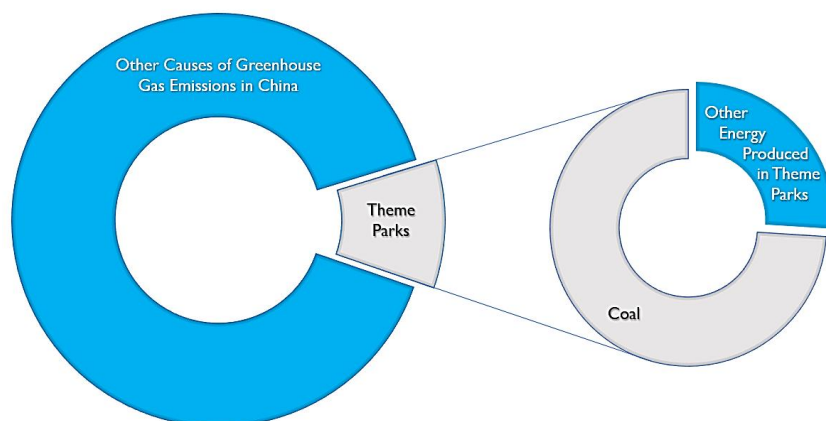 Other Causes of Greenhouse
Gas Emissions in China
Theme
Parks
Other
Energy
Produced
in Theme
Parks
Coal